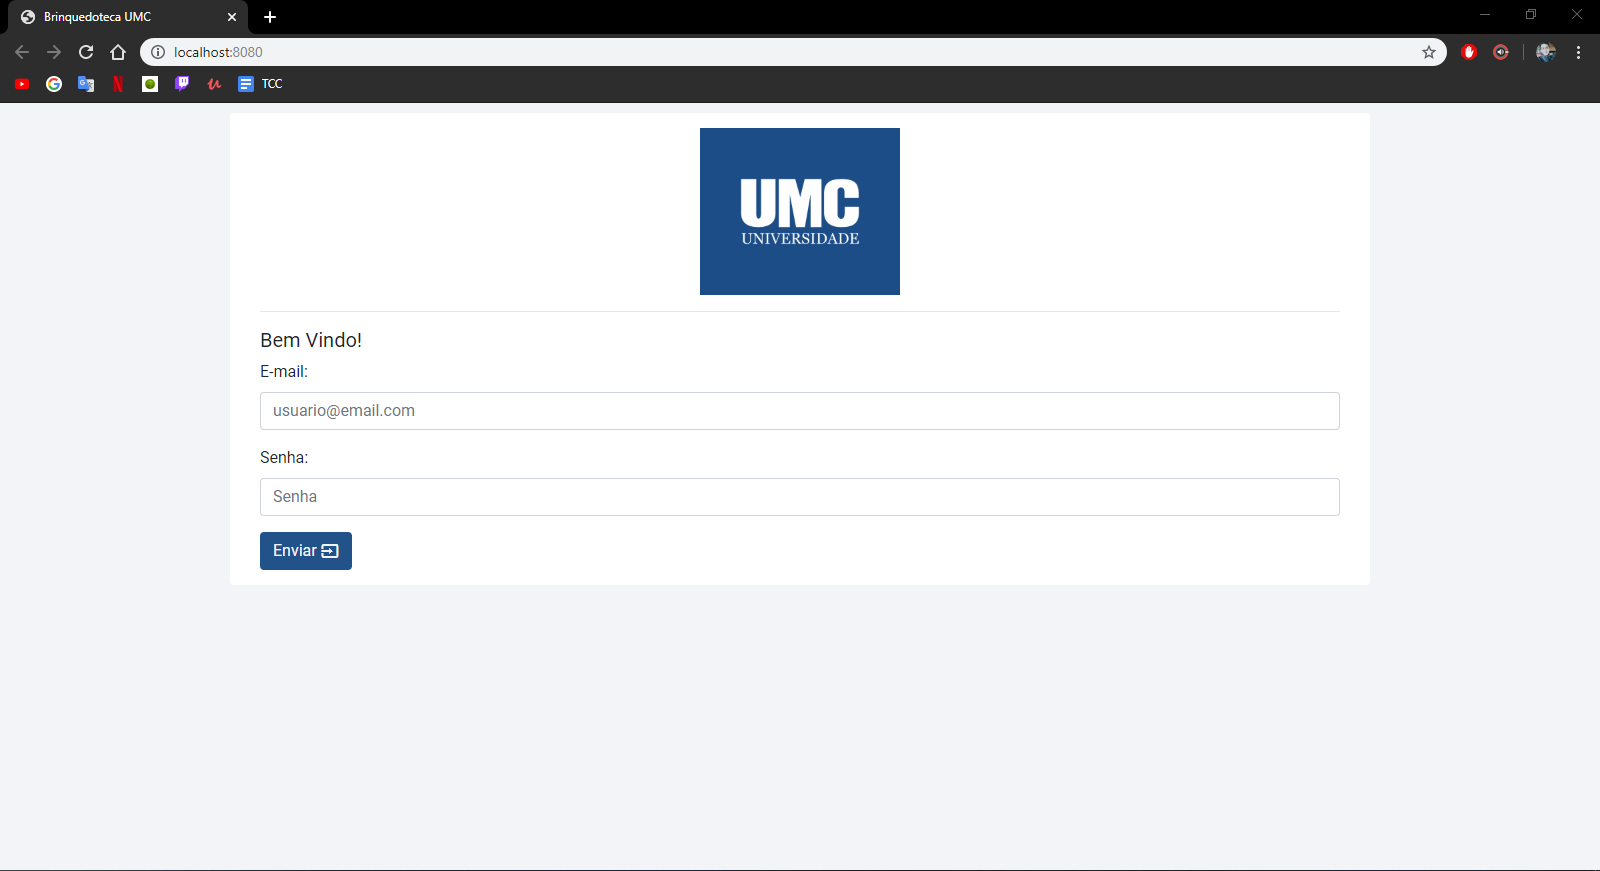 Brinquedoteca UMC
localhost:8080
TCC
UMC
UNIVERSIDADE
Bem Vindo!
E-mail:
usuario@email.com
Senha:
Senha
Enviar